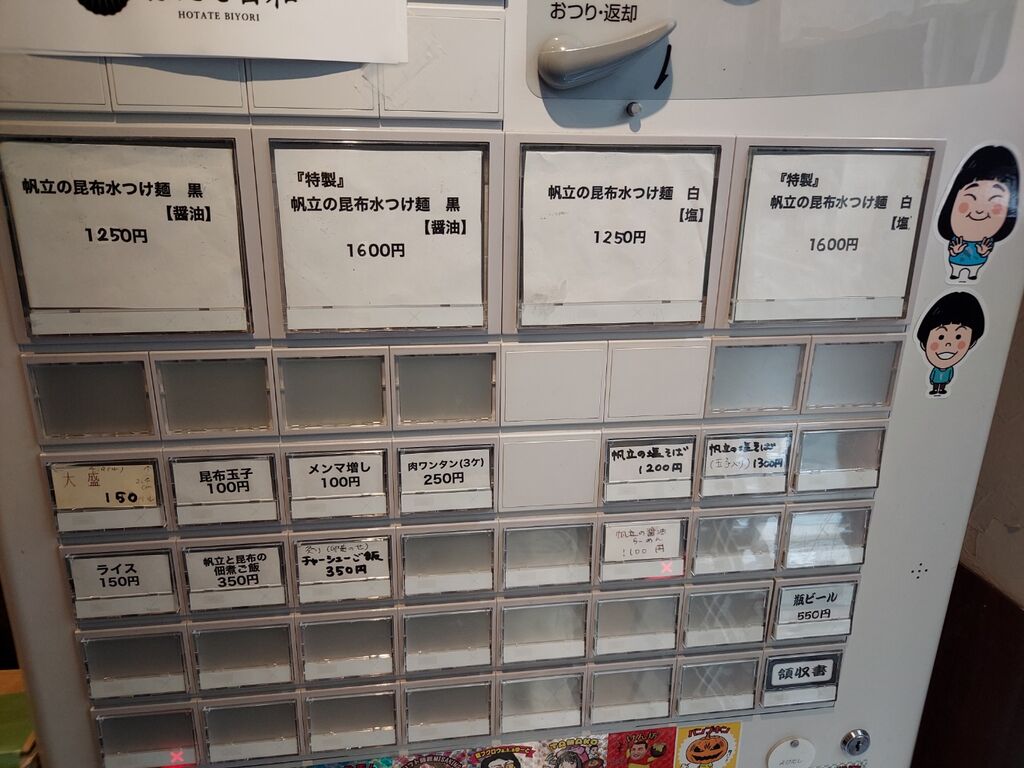 HOTATE BIYORI
おつり・返却
帆立の昆布水つけ麺 黒
【醤油】
1250円
『特製』
帆立の昆布水つけ麺 黒
【醤油】
1600円
帆立の昆布水つけ麺 白
【塩】
1250円
『特製』
帆立の昆布水つけ麺 白
【塩
1600円
大盛
150
昆布玉子
100円
メンマ増し
100円
肉ワンタン(3ケ)
250円
帆立の塩そば
1200円
帆立の塩そば
(玉子入り) 1300円
ライス
150円
帆立と昆布の
佃煮ご飯
350円
チャーシューご飯
350円
帆立の醤油
らーめん
1100円
×
瓶ビール
550円
領収書
×
パンプキン